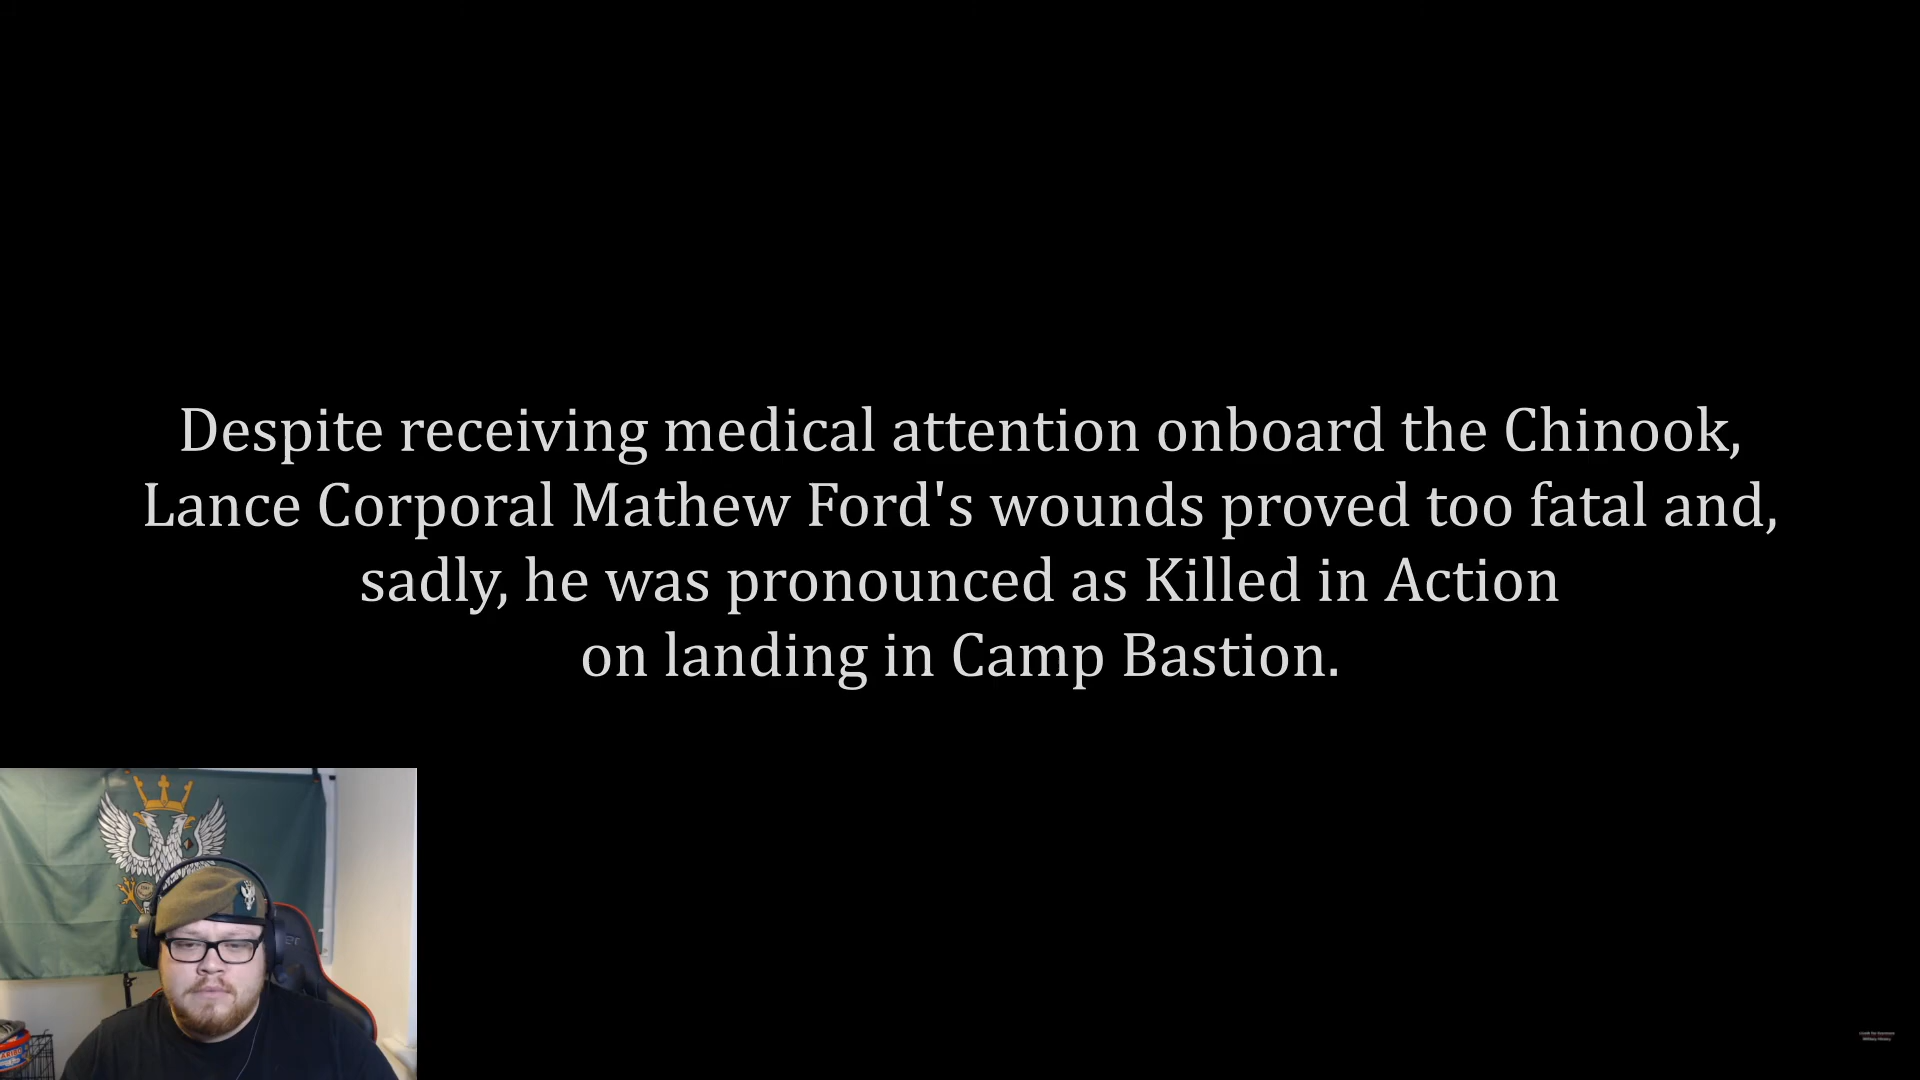 Despite receiving medical attention onboard the Chinook,
Lance Corporal Mathew Ford's wounds proved too fatal and,
sadly, he was pronounced as Killed in Action
on landing in Camp Bastion.